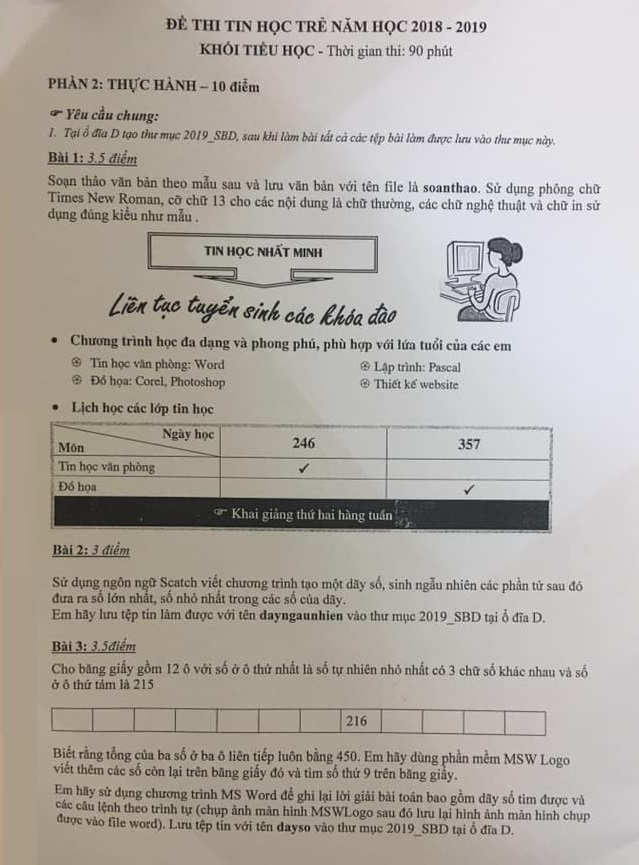 ĐỀ THI TIN HỌC TRẺ NĂM HỌC 2018 - 2019
KHỐI TIỂU HỌC - Thời gian thi: 90 phút
PHẦN 2: THỰC HÀNH – 10 điểm
☞ Yêu cầu chung:
1. Tại ổ đĩa D tạo thư mục 2019_SBD, sau khi làm bài tất cả các tệp bài làm được lưu vào thư mục này.
Bài 1: 3.5 điểm
Soạn thảo văn bản theo mẫu sau và lưu văn bản với tên file là soanthao. Sử dụng phông chữ
Times New Roman, cỡ chữ 13 cho các nội dung là chữ thường, các chữ nghệ thuật và chữ in sử
dụng đúng kiểu như mẫu .
TIN HỌC NHẤT MINH
Liên tục tuyển sinh các khóa đào
• Chương trình học đa dạng và phong phú, phù hợp với lứa tuổi của các em
⊛ Tin học văn phòng: Word
⊛ Lập trình: Pascal
⊛ Đồ họa: Corel, Photoshop
⊛ Thiết kế website
• Lịch học các lớp tin học
Ngày học
Môn
246
357
Tin học văn phòng ✓
Đồ họa ✓
☞ Khai giảng thứ hai hàng tuần
Bài 2: 3 điểm
Sử dụng ngôn ngữ Scatch viết chương trình tạo một dãy số, sinh ngẫu nhiên các phần tử sau đó
đưa ra số lớn nhất, số nhỏ nhất trong các số của dãy.
Em hãy lưu tệp tin làm được với tên dayngaunhien vào thư mục 2019_SBD tại ổ đĩa D.
Bài 3: 3.5điểm
Cho băng giấy gồm 12 ô với số ở ô thứ nhất là số tự nhiên nhỏ nhất có 3 chữ số khác nhau và số
ở ô thứ tám là 215
216
Biết rằng tổng của ba số ở ba ô liên tiếp luôn bằng 450. Em hãy dùng phần mềm MSW Logo
viết thêm các số còn lại trên băng giấy đó và tìm số thứ 9 trên băng giấy.
Em hãy sử dụng chương trình MS Word để ghi lại lời giải bài toán bao gồm dãy số tìm được và
các câu lệnh theo trình tự (chụp ảnh màn hình MSWLogo sau đó lưu lại hình ảnh màn hình chụp
được vào file word). Lưu tệp tin với tên dayso vào thư mục 2019_SBD tại ổ đĩa D.